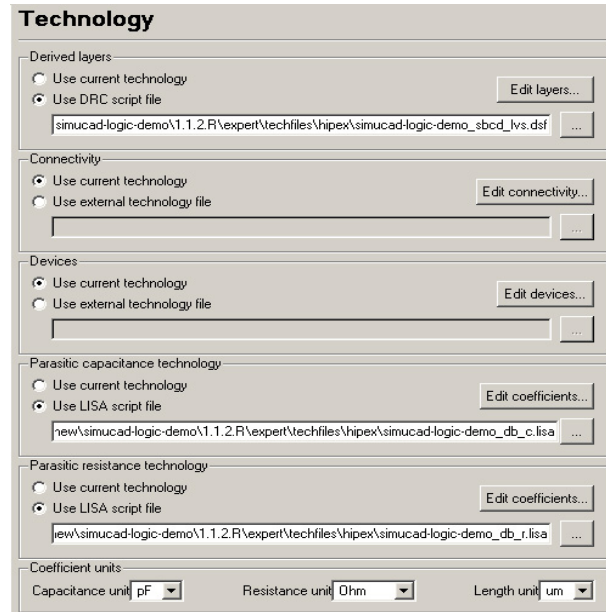 Technology
Derived layers
Use current technology
Edit layers...
Use DRC script file
simucad-logic-demo\1.1.2.R\expert\techfiles\hipex\simucad-logic-demo_sbcd_lvs.dsf ...
Connectivity
Use current technology
Edit connectivity...
Use external technology file
...
Devices
Use current technology
Edit devices...
Use external technology file
...
Parasitic capacitance technology
Use current technology
Edit coefficients...
Use LISA script file
new\simucad-logic-demo\1.1.2.R\expert\techfiles\hipex\simucad-logic-demo_db_c.lisa ...
Parasitic resistance technology
Use current technology
Edit coefficients...
Use LISA script file
ew\simucad-logic-demo\1.1.2.R\expert\techfiles\hipex\simucad-logic-demo_db_r.lisa ...
Coefficient units
Capacitance unit pF Resistance unit Ohm Length unit um